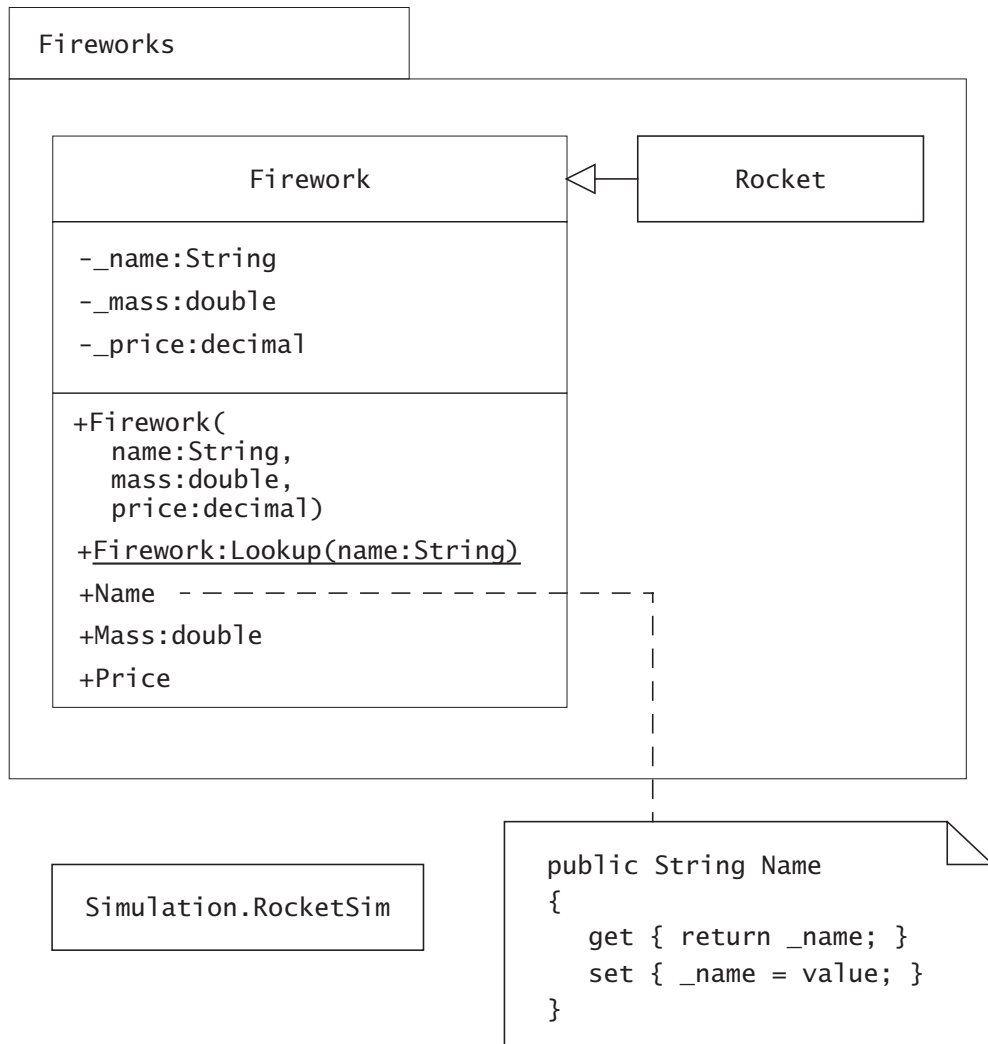 Fireworks
Firework
Rocket
-_name:String
-_mass:double
-_price:decimal
+Firework(
name:String,
mass:double,
price:decimal)
+Firework:Lookup(name:String)
+Name
+Mass:double
+Price
Simulation.RocketSim
public String Name
{
get { return _name; }
set { _name = value; }
}